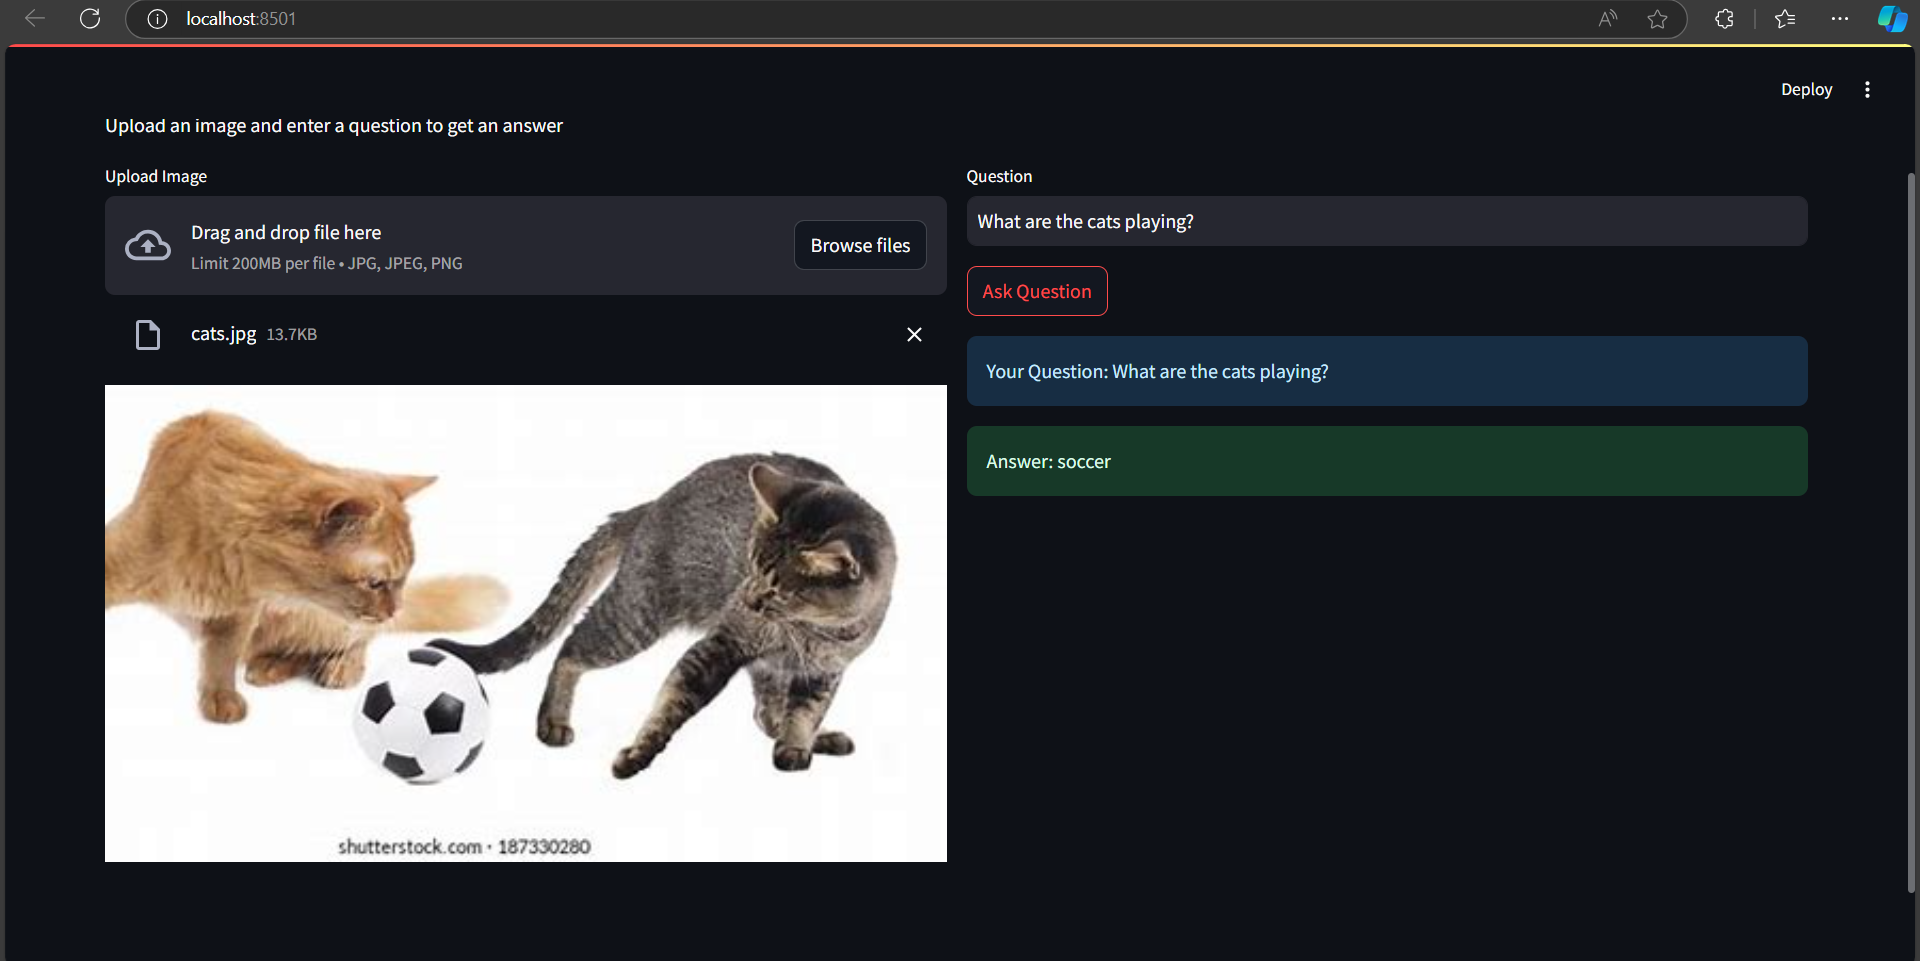 localhost:8501
Deploy
Upload an image and enter a question to get an answer
Upload Image
Drag and drop file here
Limit 200MB per file • JPG, JPEG, PNG
Browse files
cats.jpg 13.7KB
shutterstock.com · 187330280
Question
What are the cats playing?
Ask Question
Your Question: What are the cats playing?
Answer: soccer